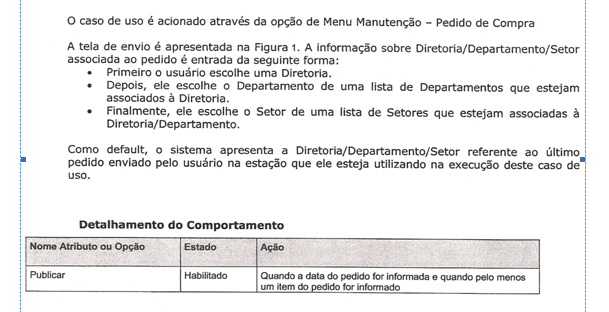 O caso de uso é acionado através da opção de Menu Manutenção – Pedido de Compra
A tela de envio é apresentada na Figura 1. A informação sobre Diretoria/Departamento/Setor
associada ao pedido é entrada da seguinte forma:
• Primeiro o usuário escolhe uma Diretoria.
• Depois, ele escolhe o Departamento de uma lista de Departamentos que estejam
associados à Diretoria.
• Finalmente, ele escolhe o Setor de uma lista de Setores que estejam associadas à
Diretoria/Departamento.
Como default, o sistema apresenta a Diretoria/Departamento/Setor referente ao último
pedido enviado pelo usuário na estação que ele esteja utilizando na execução deste caso de
uso.
Detalhamento do Comportamento
Nome Atributo ou Opção Estado Ação
Publicar Habilitado Quando a data do pedido for informada e quando pelo menos
um item do pedido for informado